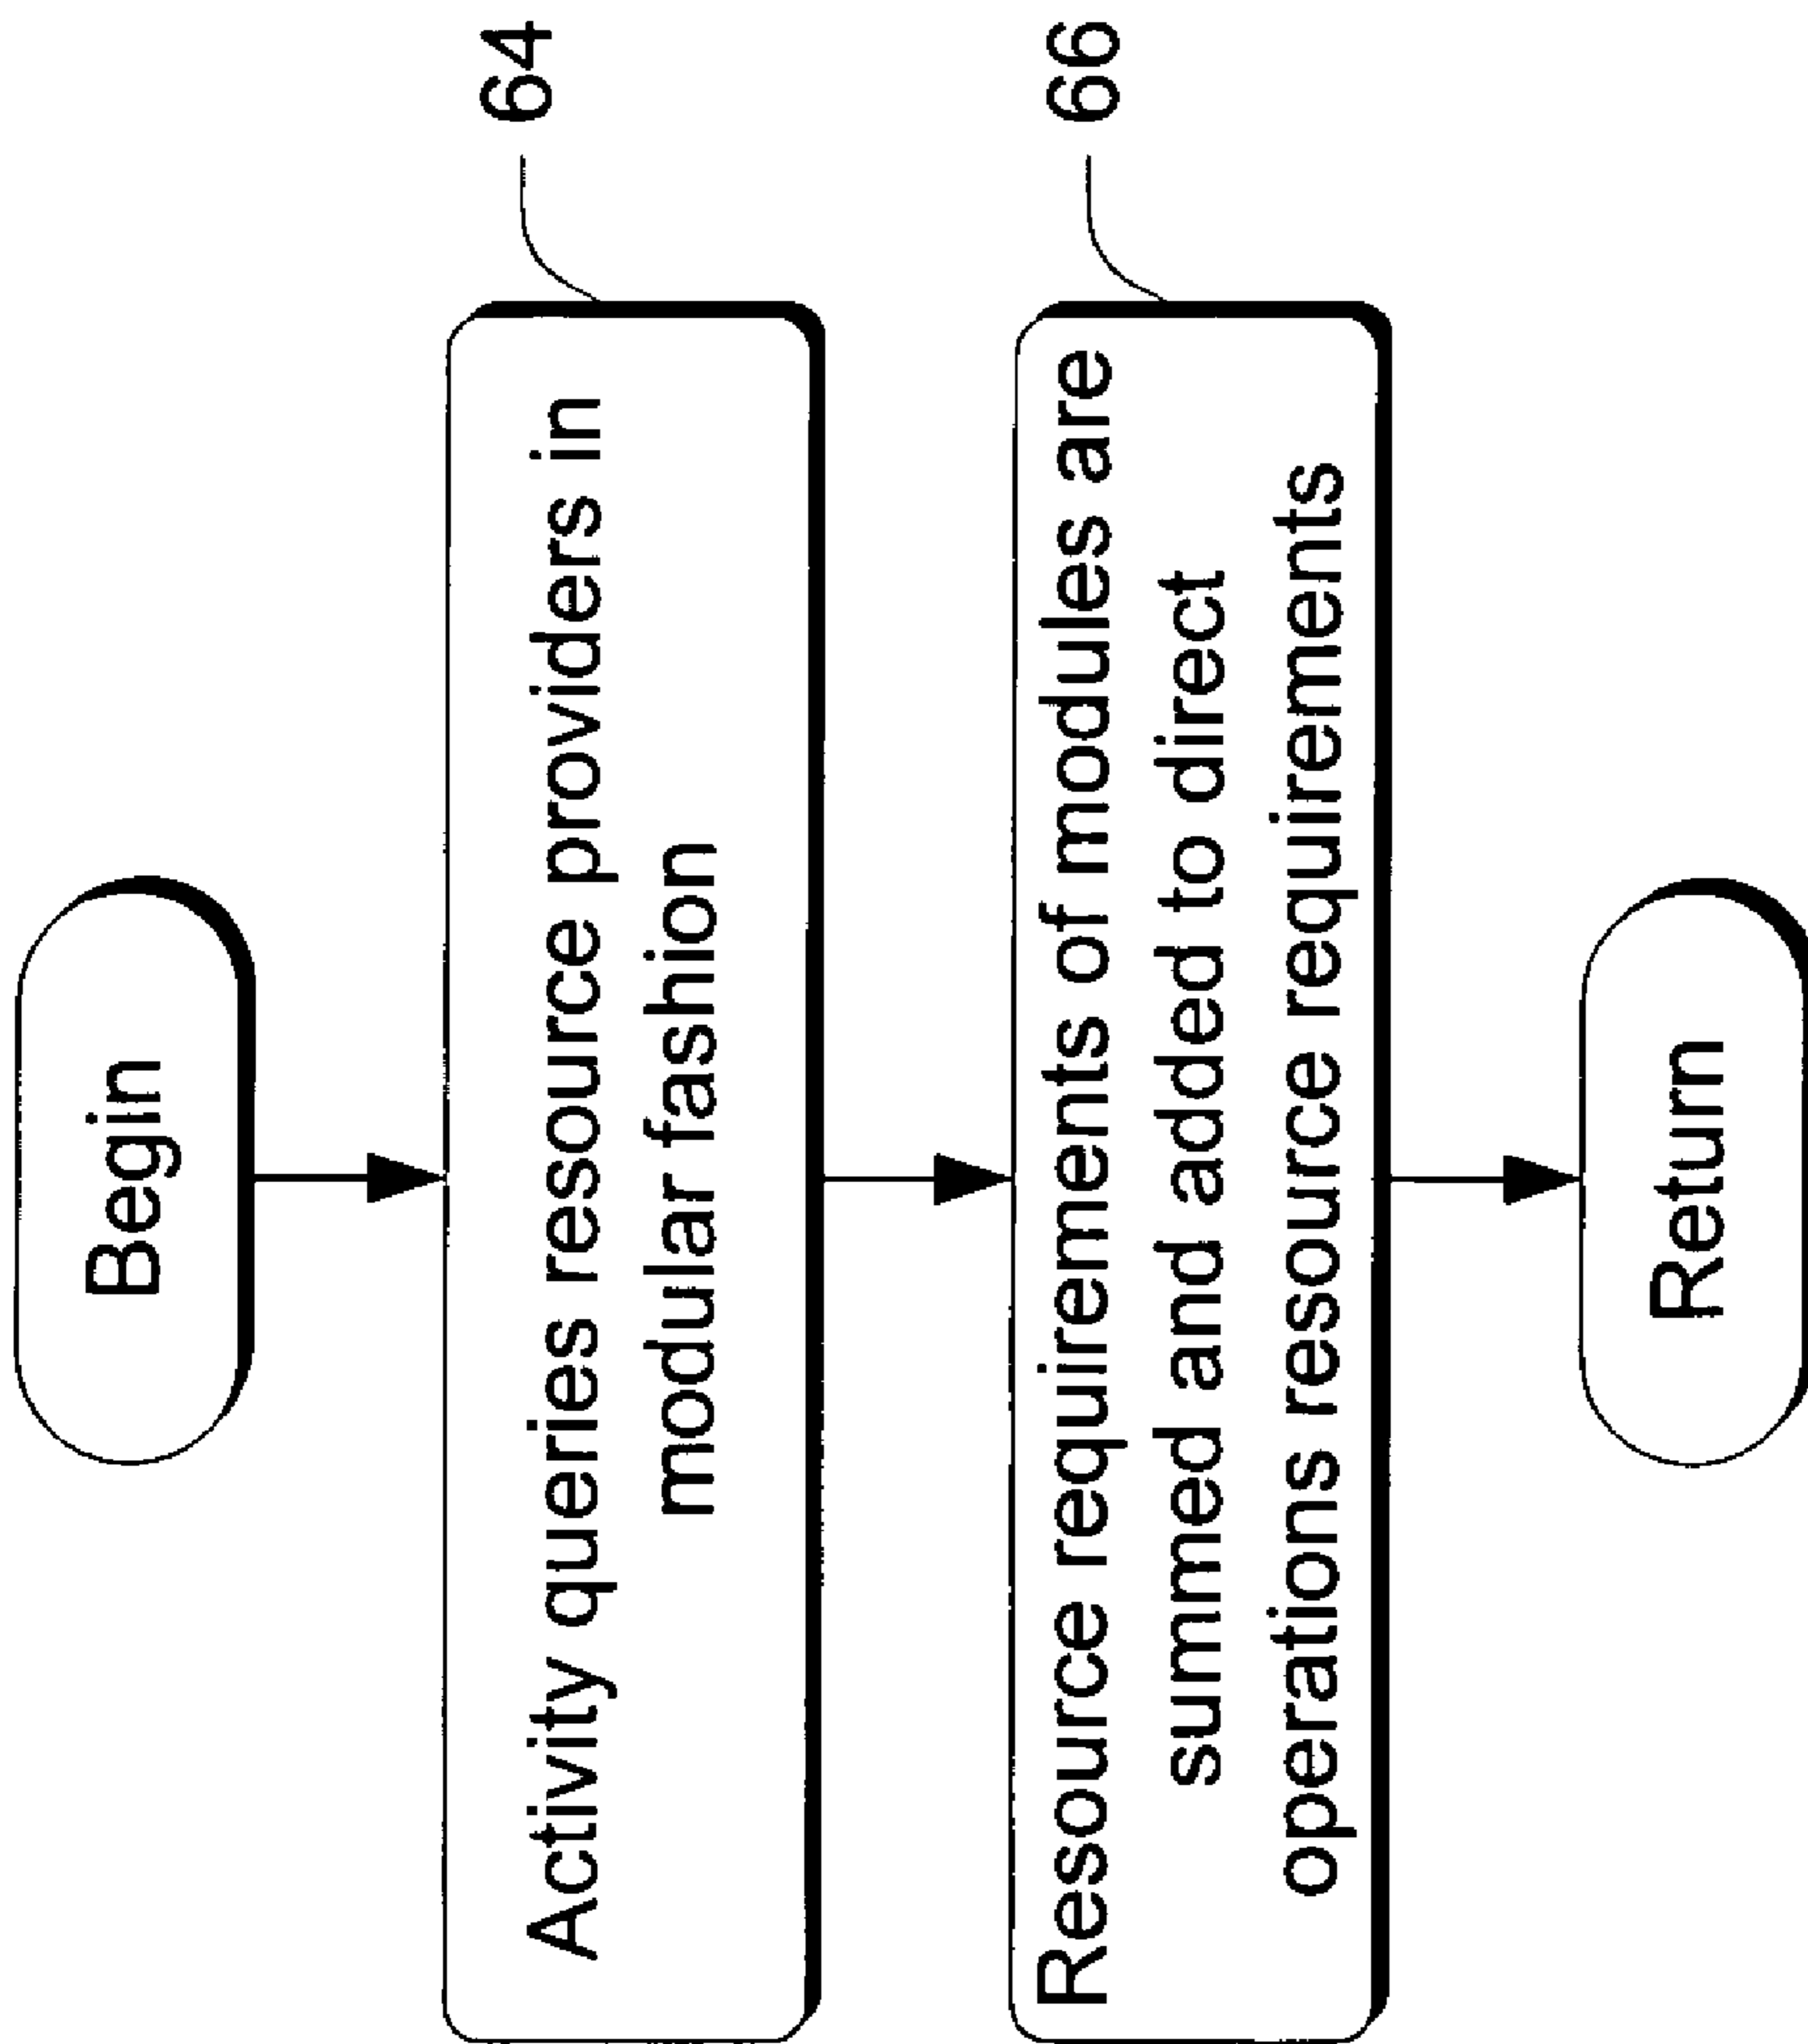 Begin
Activity queries resource providers in
modular fashion
64
Resource requirements of modules are
summed and added to direct
operations resource requirements
66
Return